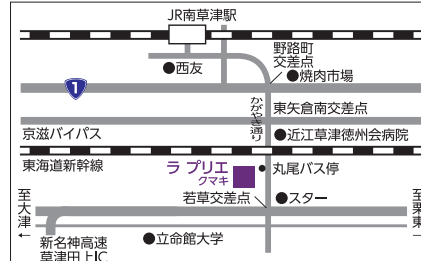 JR南草津駅
野路町
交差点
●西友
●焼肉市場
1
かがやき通り
東矢倉南交差点
京滋バイパス
●近江草津徳州会病院
東海道新幹線
ラ プリエ
クマキ
●丸尾バス停
至大津
←
若草交差点
●スター
至栗東
→
新名神高速
草津田上IC
●立命館大学